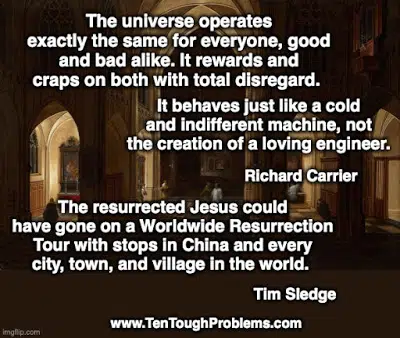 The universe operates
exactly the same for everyone, good
and bad alike. It rewards and
craps on both with total disregard.
It behaves just like a cold
and indifferent machine, not
the creation of a loving engineer.
Richard Carrier
The resurrected Jesus could
have gone on a Worldwide Resurrection
Tour with stops in China and every
city, town, and village in the world.
Tim Sledge
www.TenToughProblems.com
imgflip.com